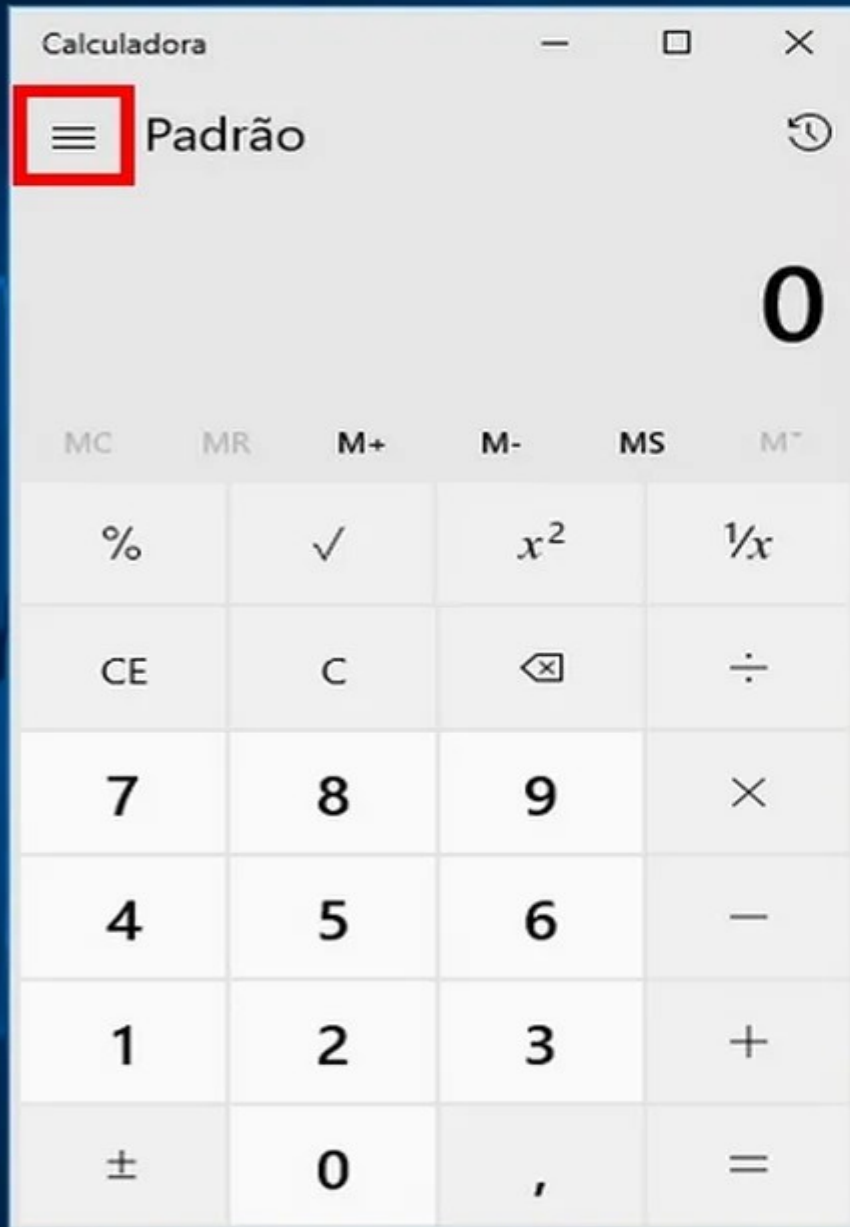 Calculadora
Padrão
0
MC MR M+ M- MS M˅
% √ x² ¹/x
CE C ÷
7 8 9 ×
4 5 6 −
1 2 3 +
± 0 , =